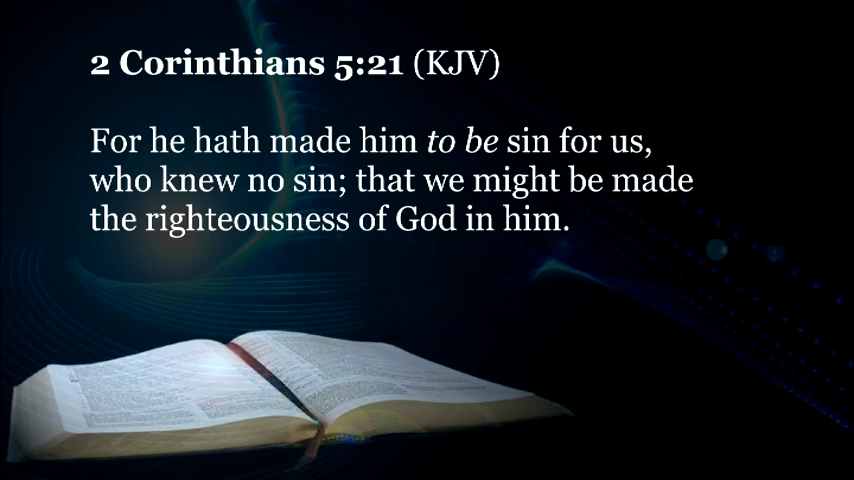 2 Corinthians 5:21 (KJV)
For he hath made him to be sin for us,
who knew no sin; that we might be made
the righteousness of God in him.